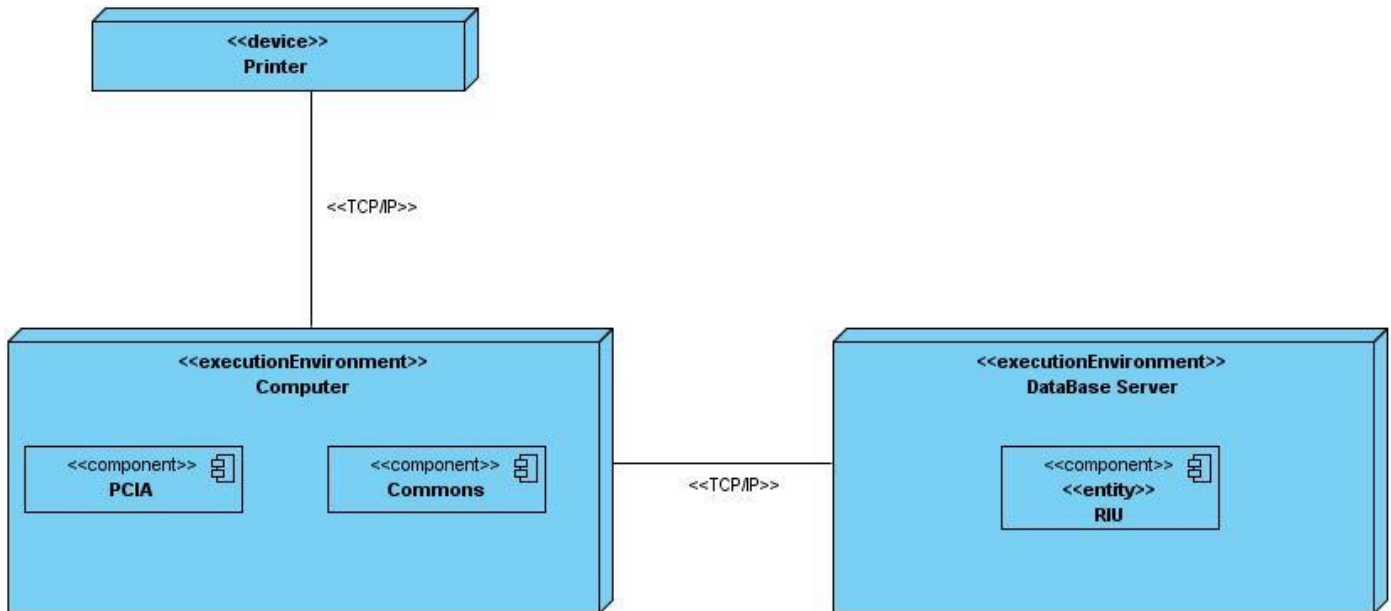 <<device>>
Printer
<<TCP/IP>>
<<executionEnvironment>>
Computer
<<component>>
PCIA
<<component>>
Commons
<<TCP/IP>>
<<executionEnvironment>>
DataBase Server
<<component>>
<<entity>>
RIU